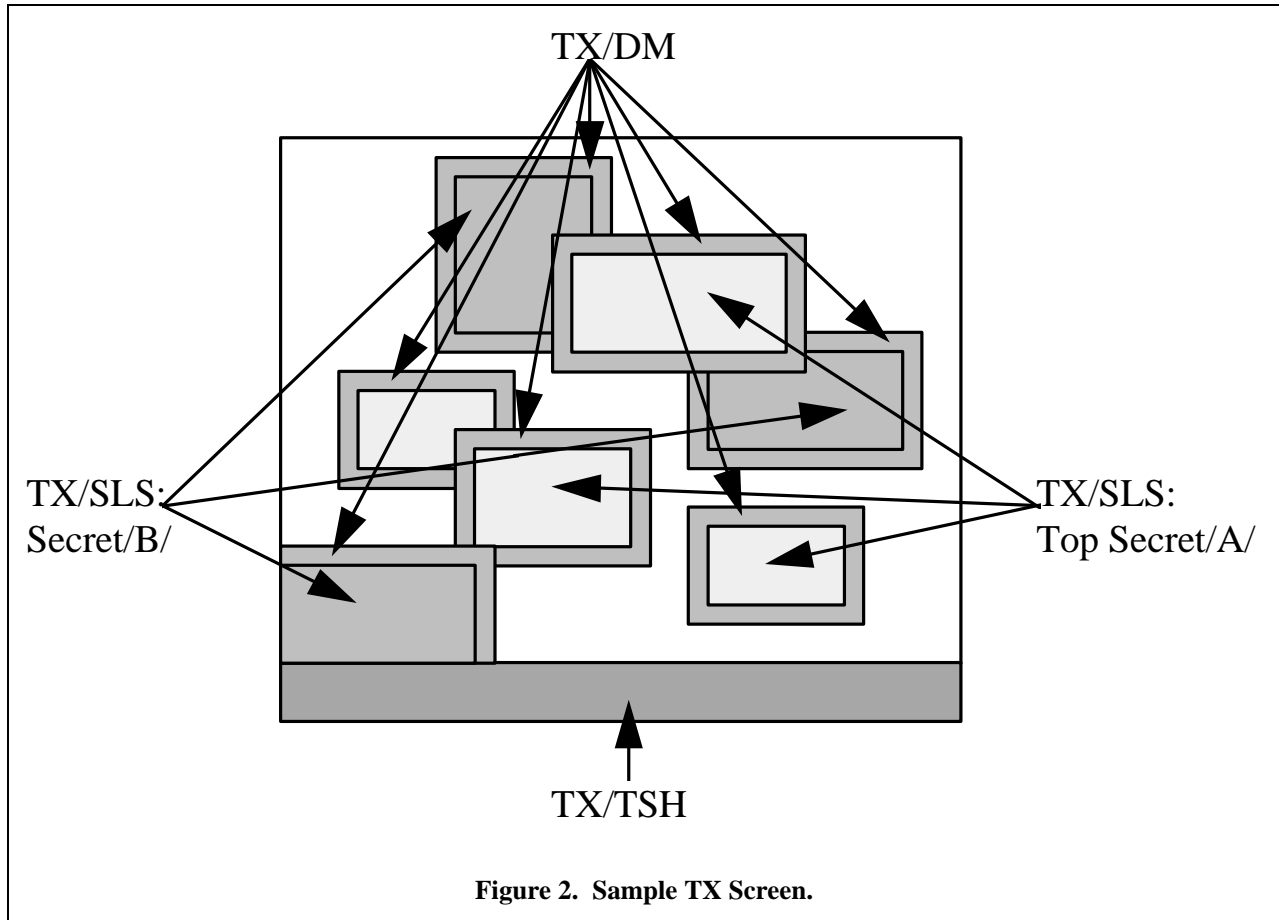 TX/DM
TX/SLS:
Secret/B/
TX/SLS:
Top Secret/A/
TX/TSH
Figure 2. Sample TX Screen.